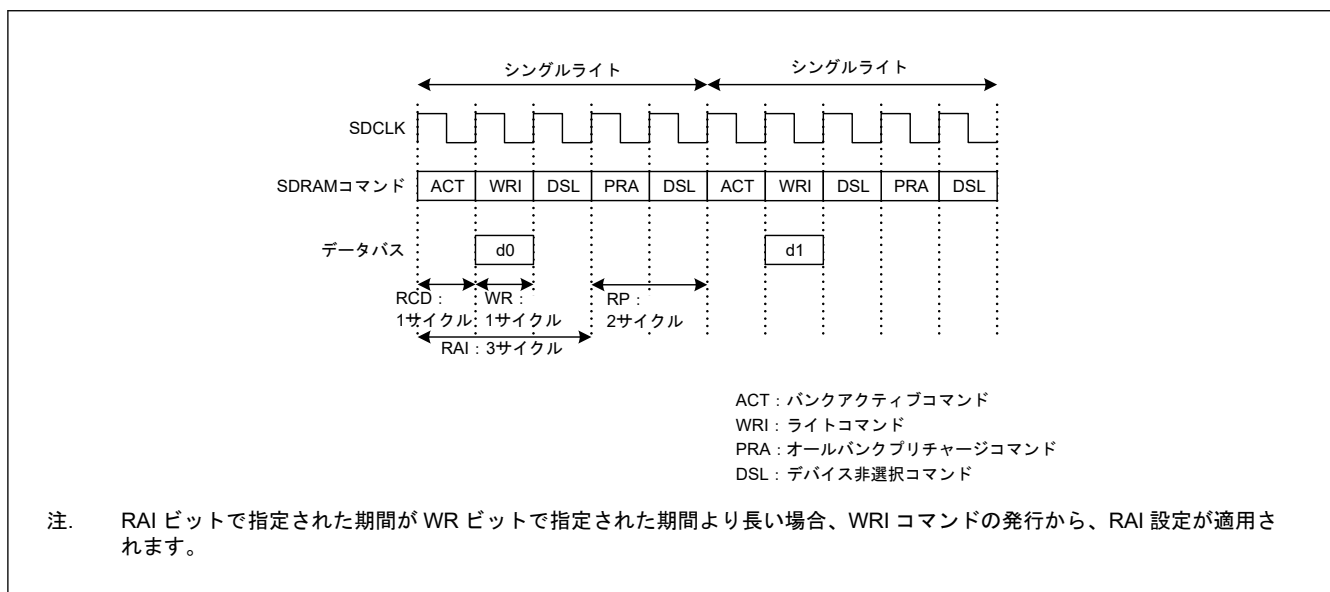 シングルライト シングルライト
SDCLK
SDRAMコマンド ACT WRI DSL PRA DSL ACT WRI DSL PRA DSL
データバス d0 d1
RCD： WR： RP：
1サイクル 1サイクル 2サイクル
RAI：3サイクル
ACT：バンクアクティブコマンド
WRI：ライトコマンド
PRA：オールバンクプリチャージコマンド
DSL：デバイス非選択コマンド
注. RAI ビットで指定された期間が WR ビットで指定された期間より長い場合、WRI コマンドの発行から、RAI 設定が適用さ
れます。